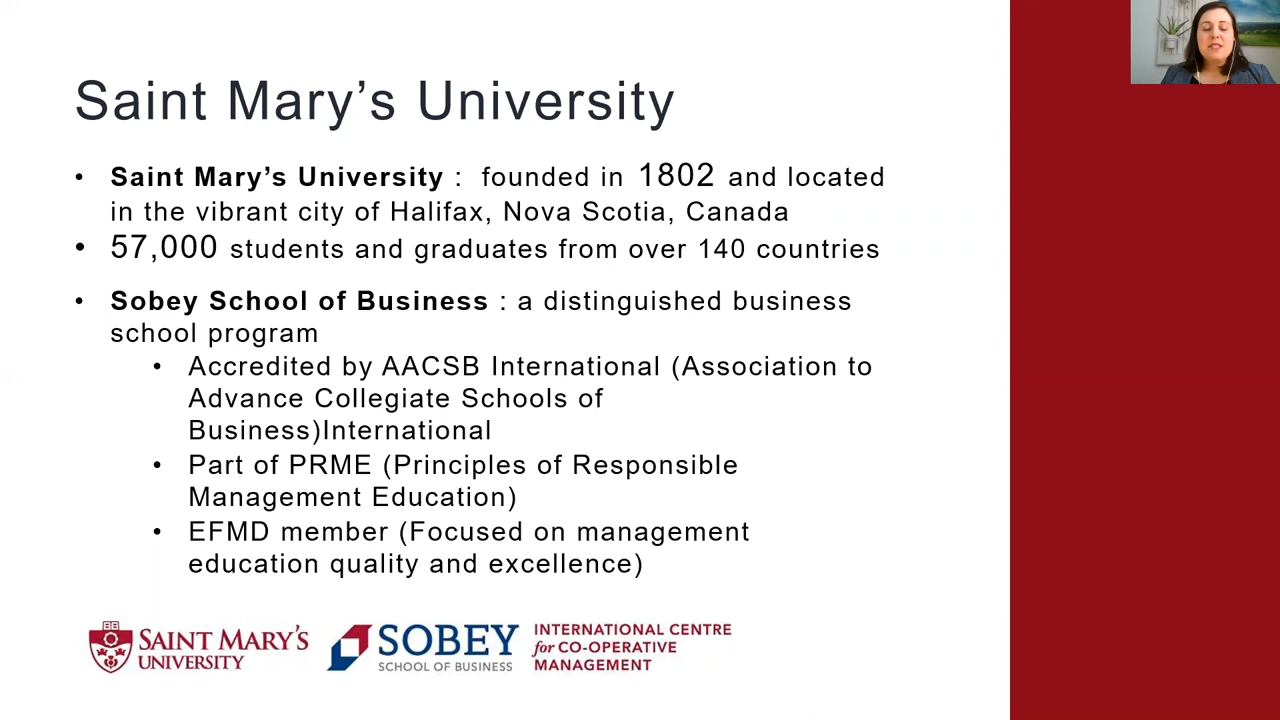 Saint Mary’s University
• Saint Mary’s University : founded in 1802 and located
in the vibrant city of Halifax, Nova Scotia, Canada
• 57,000 students and graduates from over 140 countries
• Sobey School of Business : a distinguished business
school program
• Accredited by AACSB International (Association to
Advance Collegiate Schools of
Business)International
• Part of PRME (Principles of Responsible
Management Education)
• EFMD member (Focused on management
education quality and excellence)
SAINT MARY’S
UNIVERSITY
SOBEY
SCHOOL OF BUSINESS
INTERNATIONAL CENTRE
for CO-OPERATIVE
MANAGEMENT